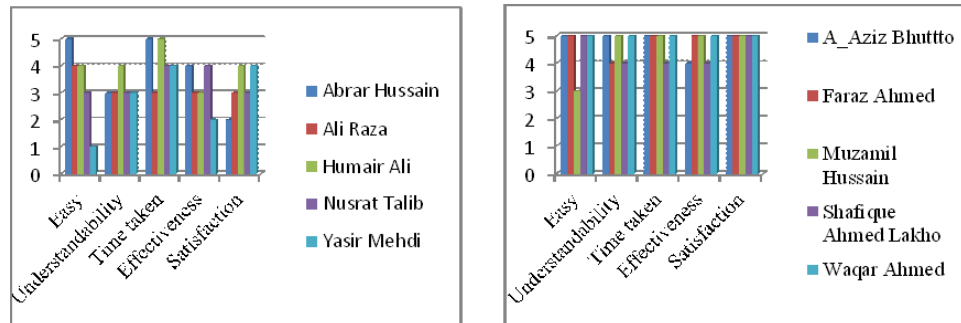 5
4
3
2
1
0
Easy
Understandability
Time taken
Effectiveness
Satisfaction
Abrar Hussain
Ali Raza
Humair Ali
Nusrat Talib
Yasir Mehdi
5
4
3
2
1
0
Easy
Understandability
Time taken
Effectiveness
Satisfaction
A_Aziz Bhuttto
Faraz Ahmed
Muzamil
Hussain
Shafique
Ahmed Lakho
Waqar Ahmed